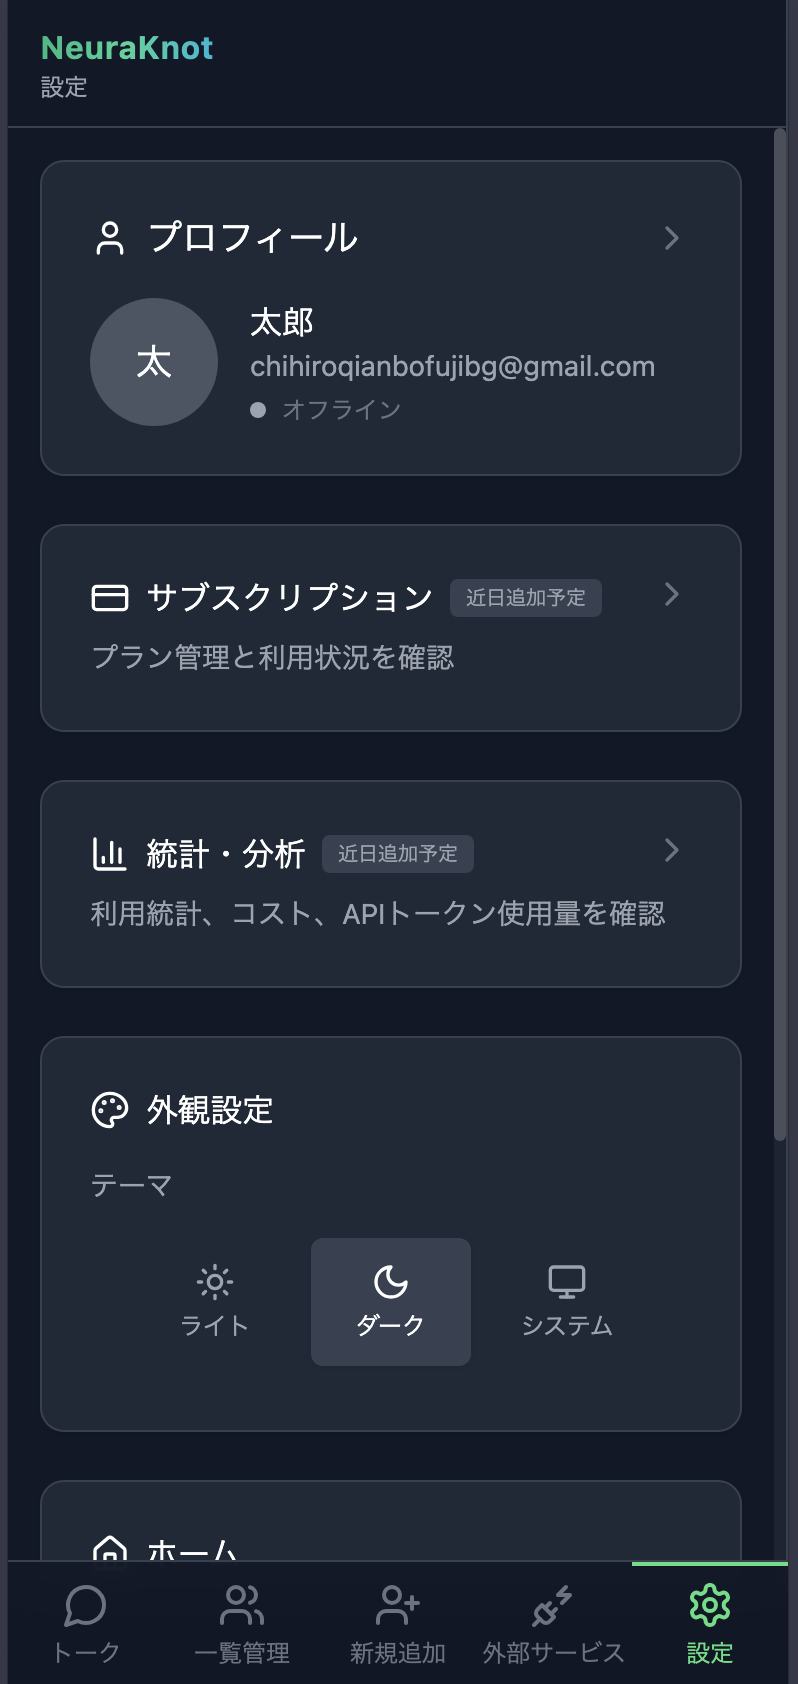 NeuraKnot
設定
プロフィール
太
太郎
chihiroqianbofujibg@gmail.com
オフライン
サブスクリプション 近日追加予定
プラン管理と利用状況を確認
統計・分析 近日追加予定
利用統計、コスト、APIトークン使用量を確認
外観設定
テーマ
ライト ダーク システム
ホーム
トーク 一覧管理 新規追加 外部サービス 設定